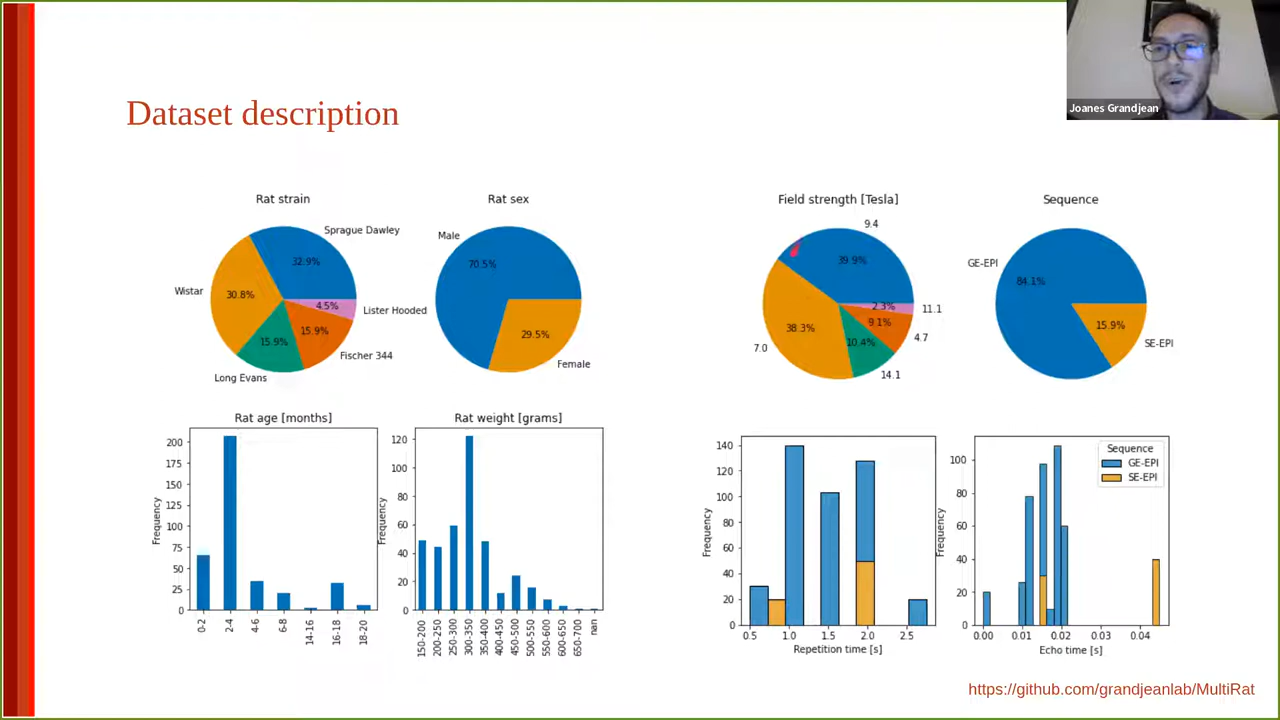 Joanes Grandjean
Dataset description
Rat strain
Sprague Dawley
32.9%
Wistar
30.8%
4.5%
Lister Hooded
15.9%
15.9%
Fischer 344
Long Evans
Rat sex
Male
70.5%
29.5%
Female
Field strength [Tesla]
9.4
39.9%
2.3%
11.1
38.3%
9.1%
4.7
7.0
10.4%
14.1
Sequence
GE-EPI
84.1%
15.9%
SE-EPI
Rat age [months]
Frequency
200
175
150
125
100
75
50
25
0
0-2
2-4
4-6
6-8
14-16
16-18
18-20
Rat weight [grams]
Frequency
120
100
80
60
40
20
0
150-200
200-250
250-300
300-350
350-400
400-450
450-500
500-550
550-600
600-650
650-700
nan
Frequency
140
120
100
80
60
40
20
0
0.5 1.0 1.5 2.0 2.5
Repetition time [s]
Frequency
100
80
60
40
20
0
Sequence
GE-EPI
SE-EPI
0.00 0.01 0.02 0.03 0.04
Echo time [s]
https://github.com/grandjeanlab/MultiRat